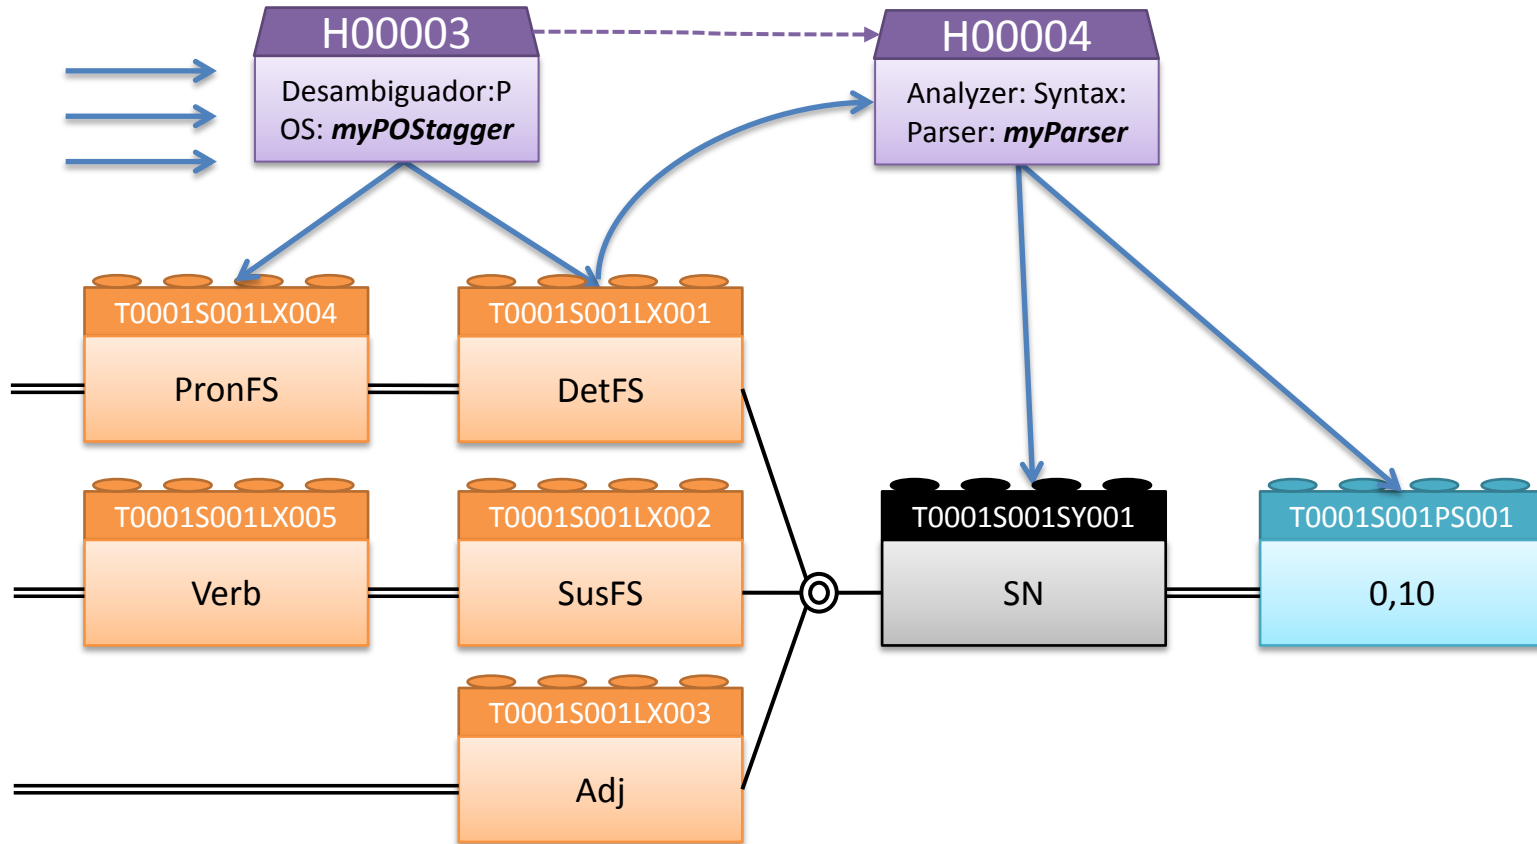 H00003
Desambiguador:P
OS: myPOStagger
H00004
Analyzer: Syntax:
Parser: myParser
T0001S001LX004
PronFS
T0001S001LX001
DetFS
T0001S001LX005
Verb
T0001S001LX002
SusFS
T0001S001SY001
SN
T0001S001PS001
0,10
T0001S001LX003
Adj